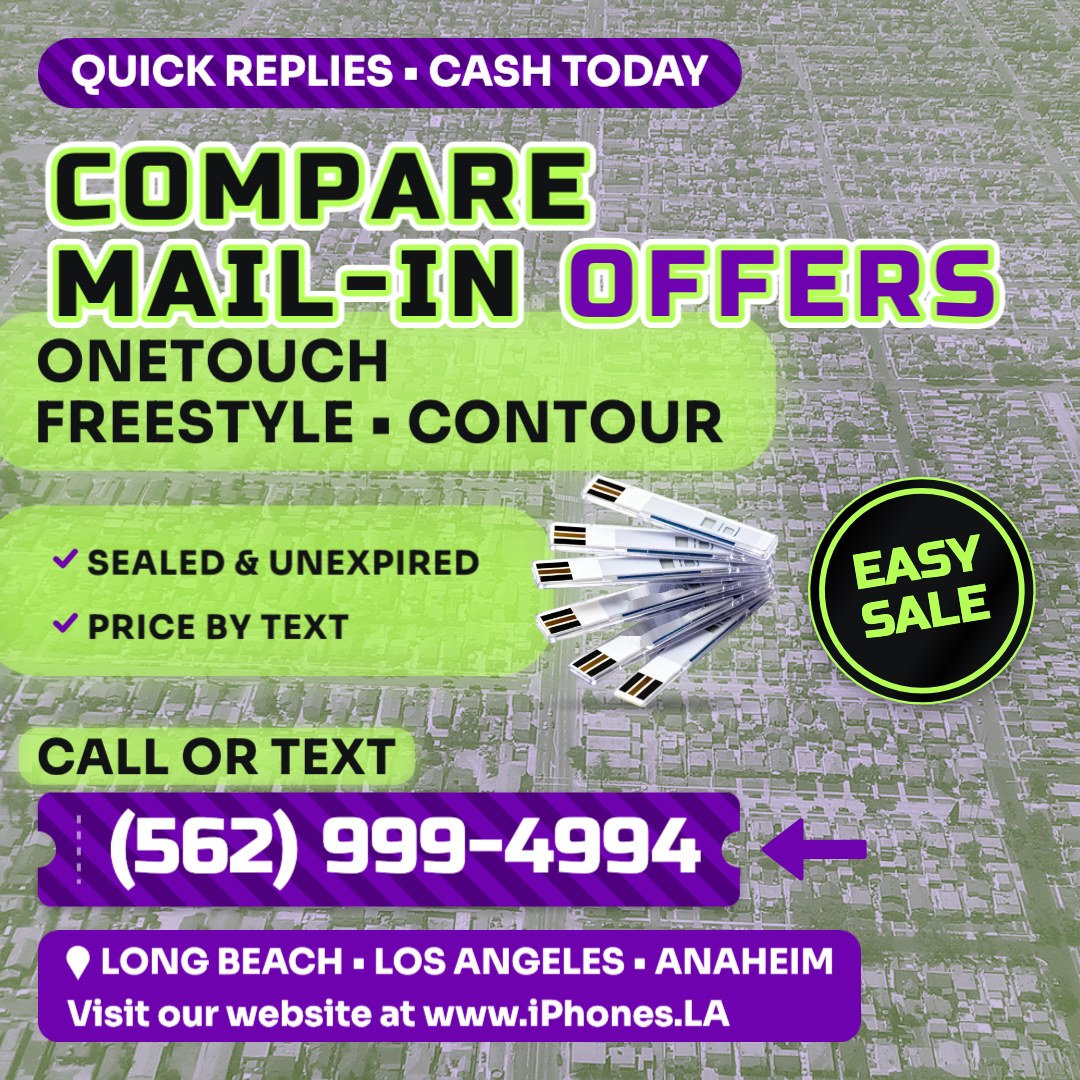 QUICK REPLIES ▪ CASH TODAY
COMPARE
MAIL-IN OFFERS
ONETOUCH
FREESTYLE ▪ CONTOUR
SEALED & UNEXPIRED
PRICE BY TEXT
EASY
SALE
CALL OR TEXT
(562) 999-4994
LONG BEACH ▪ LOS ANGELES ▪ ANAHEIM
Visit our website at www.iPhones.LA